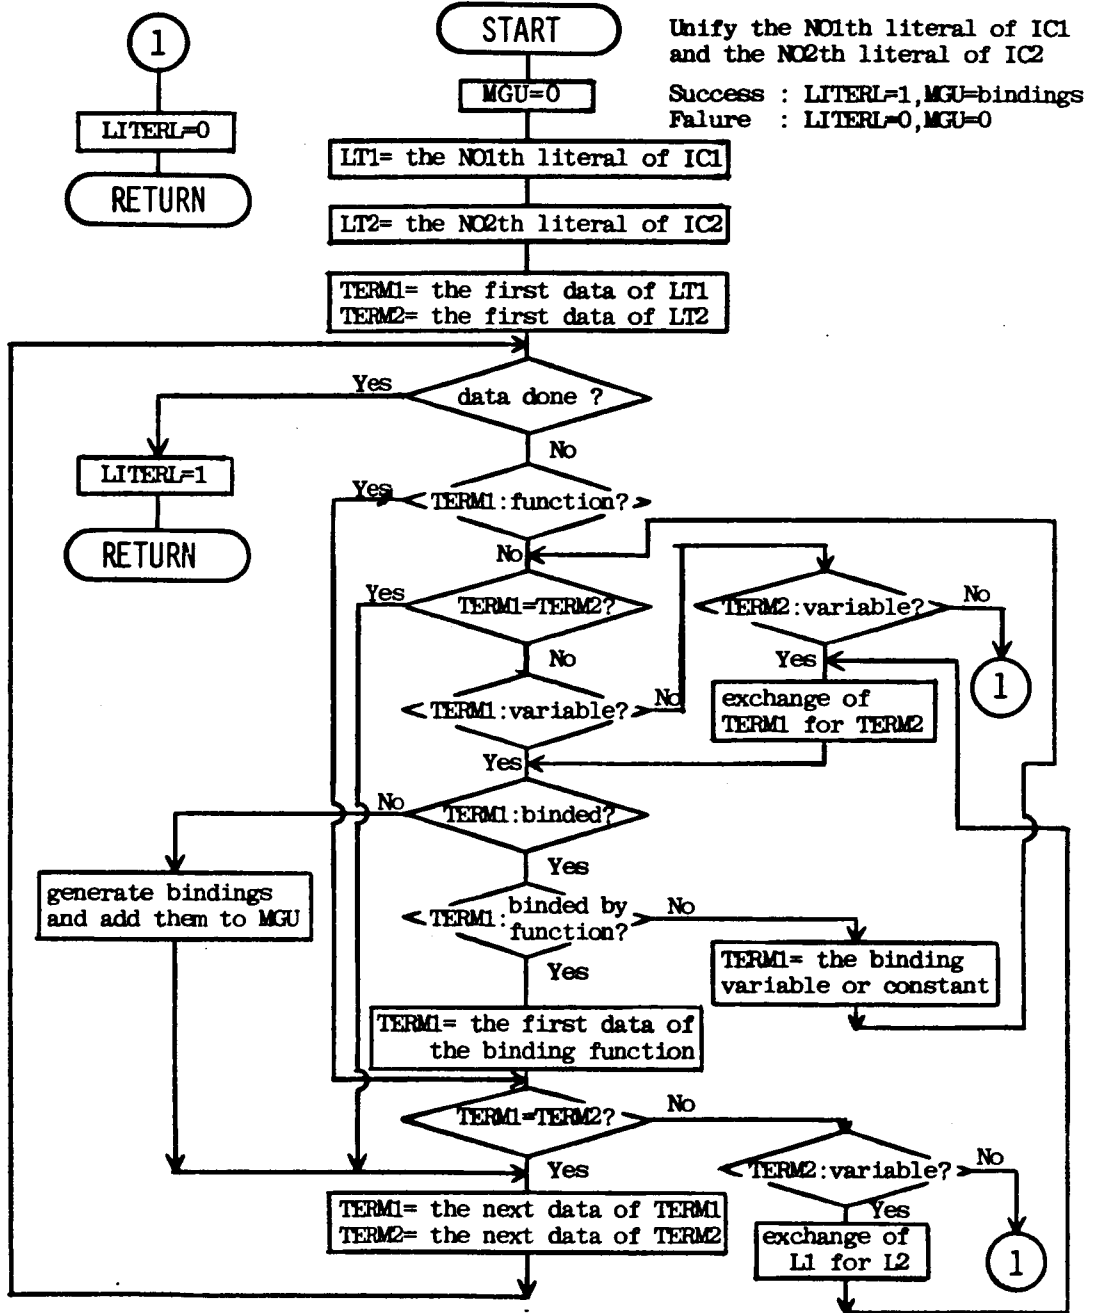 1
LITERL=0
RETURN
START
MGU=0
Unify the NO1th literal of IC1
and the NO2th literal of IC2
Success : LITERL=1,MGU=bindings
Falure : LITERL=0,MGU=0
LT1= the NO1th literal of IC1
LT2= the NO2th literal of IC2
TERM1= the first data of LT1
TERM2= the first data of LT2
data done ?
Yes
No
LITERL=1
RETURN
TERM1:function?
Yes
No
TERM1=TERM2?
Yes
No
TERM2:variable?
No
1
Yes
exchange of
TERM1 for TERM2
TERM1:variable?
No
Yes
TERM1:binded?
No
Yes
generate bindings
and add them to MGU
TERM1: binded by
function?
No
Yes
TERM1= the binding
variable or constant
TERM1= the first data of
the binding function
TERM1=TERM2?
No
Yes
TERM2:variable?
No
Yes
1
exchange of
L1 for L2
TERM1= the next data of TERM1
TERM2= the next data of TERM2